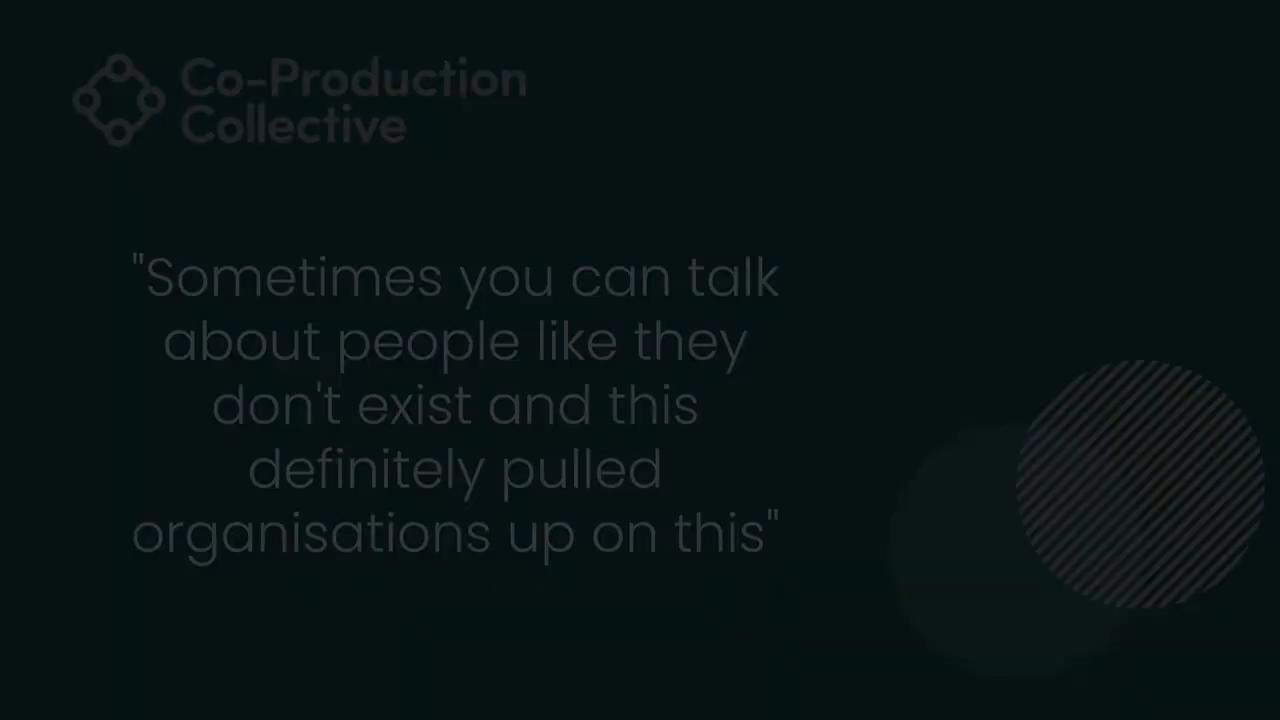 Co-Production
Collective
"Sometimes you can talk
about people like they
don't exist and this
definitely pulled
organisations up on this"